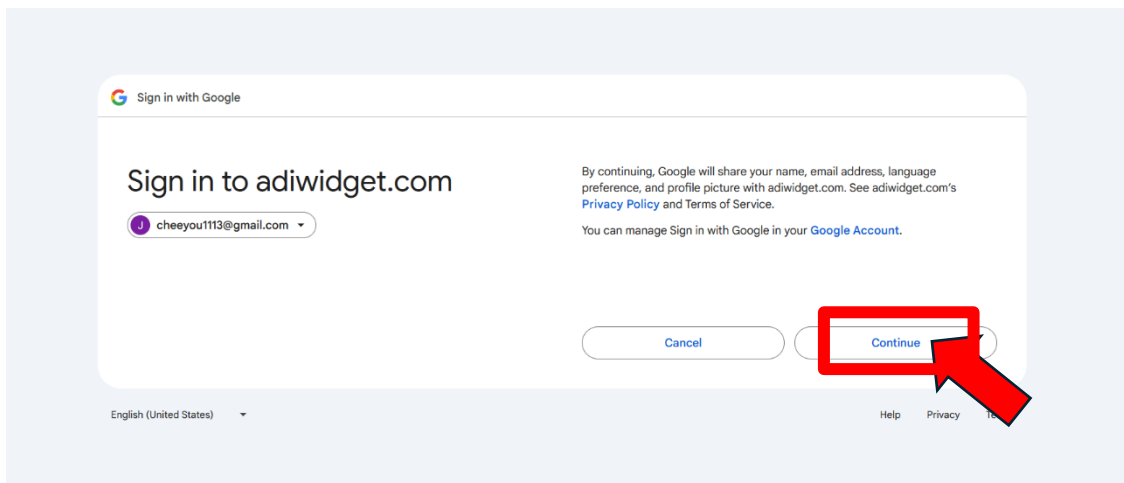 Sign in with Google
Sign in to adiwidget.com
J cheeyou1113@gmail.com
By continuing, Google will share your name, email address, language
preference, and profile picture with adiwidget.com. See adiwidget.com's
Privacy Policy and Terms of Service.
You can manage Sign in with Google in your Google Account.
Cancel Continue
English (United States) Help Privacy